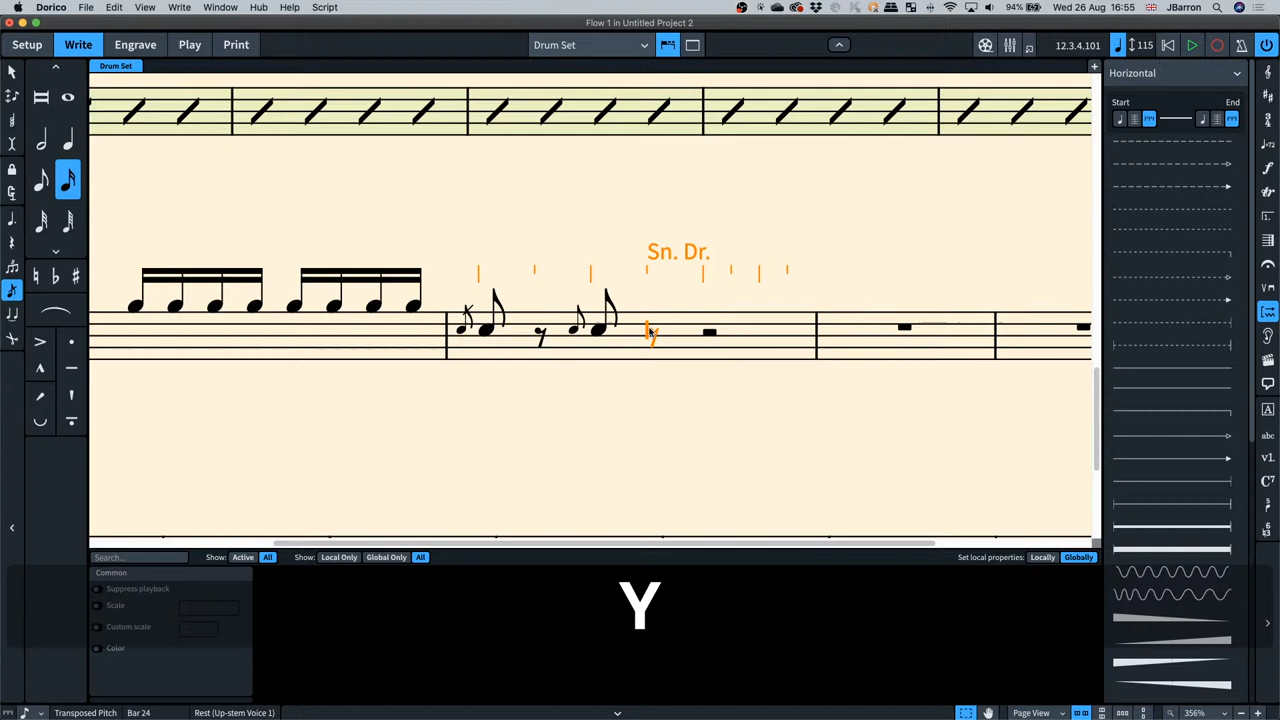 Dorico File Edit View Write Window Hub Help Script 94% Wed 26 Aug 16:55 JBarron
Flow 1 in Untitled Project 2
Setup Write Engrave Play Print Drum Set 12.3.4.101 115
Drum Set
Horizontal
Start End
Sn. Dr.
Search... Show: Active All Show: Local Only Global Only All Set local properties: Locally Globally
Common
Suppress playback
Scale
Custom scale
Color
Y
abc
v1.
C7
Transposed Pitch Bar 24 Rest (Up-stem Voice 1) Page View 356%